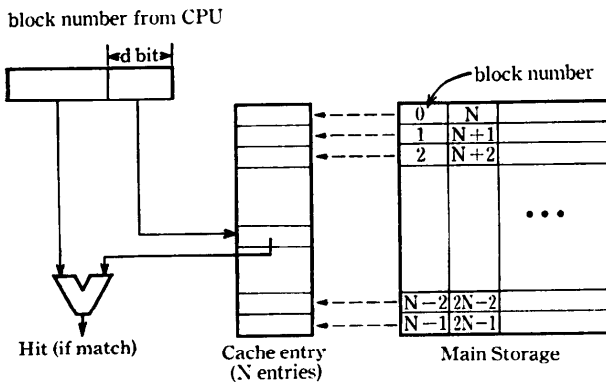 block number from CPU
d bit
block number
0 N
1 N+1
2 N+2
•••
N−2 2N−2
N−1 2N−1
Hit (if match)
Cache entry
(N entries)
Main Storage